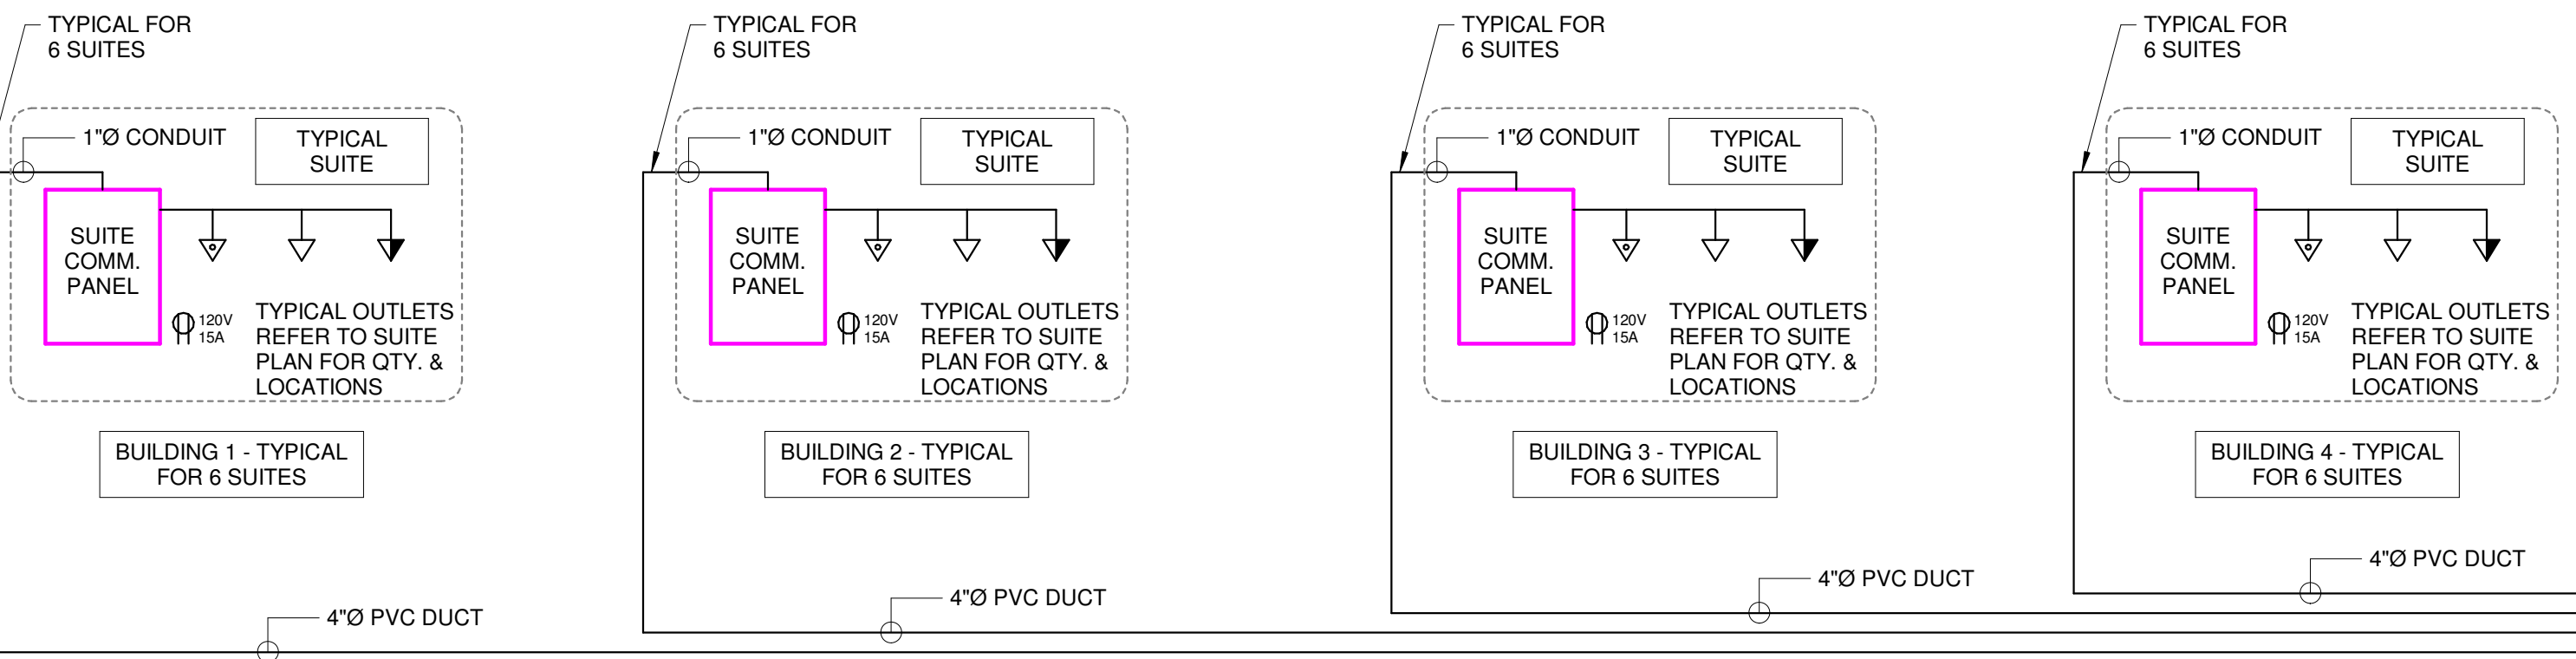 TYPICAL FOR
6 SUITES
1"Ø CONDUIT
TYPICAL
SUITE
SUITE
COMM.
PANEL
120V
15A
TYPICAL OUTLETS
REFER TO SUITE
PLAN FOR QTY. &
LOCATIONS
BUILDING 1 - TYPICAL
FOR 6 SUITES
4"Ø PVC DUCT
TYPICAL FOR
6 SUITES
1"Ø CONDUIT
TYPICAL
SUITE
SUITE
COMM.
PANEL
120V
15A
TYPICAL OUTLETS
REFER TO SUITE
PLAN FOR QTY. &
LOCATIONS
BUILDING 2 - TYPICAL
FOR 6 SUITES
4"Ø PVC DUCT
TYPICAL FOR
6 SUITES
1"Ø CONDUIT
TYPICAL
SUITE
SUITE
COMM.
PANEL
120V
15A
TYPICAL OUTLETS
REFER TO SUITE
PLAN FOR QTY. &
LOCATIONS
BUILDING 3 - TYPICAL
FOR 6 SUITES
4"Ø PVC DUCT
TYPICAL FOR
6 SUITES
1"Ø CONDUIT
TYPICAL
SUITE
SUITE
COMM.
PANEL
120V
15A
TYPICAL OUTLETS
REFER TO SUITE
PLAN FOR QTY. &
LOCATIONS
BUILDING 4 - TYPICAL
FOR 6 SUITES
4"Ø PVC DUCT